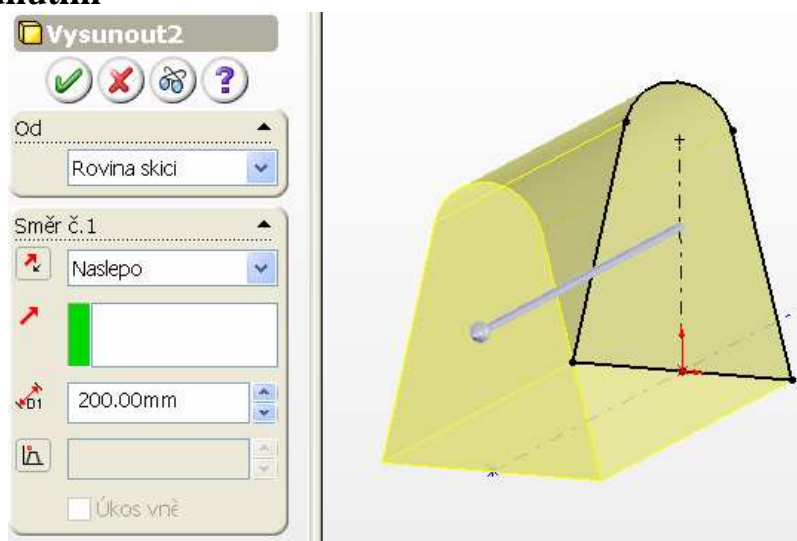 Vysunout2
?
Od
Rovina skici
Směr č.1
Naslepo
D1
200.00mm
Úkos vně